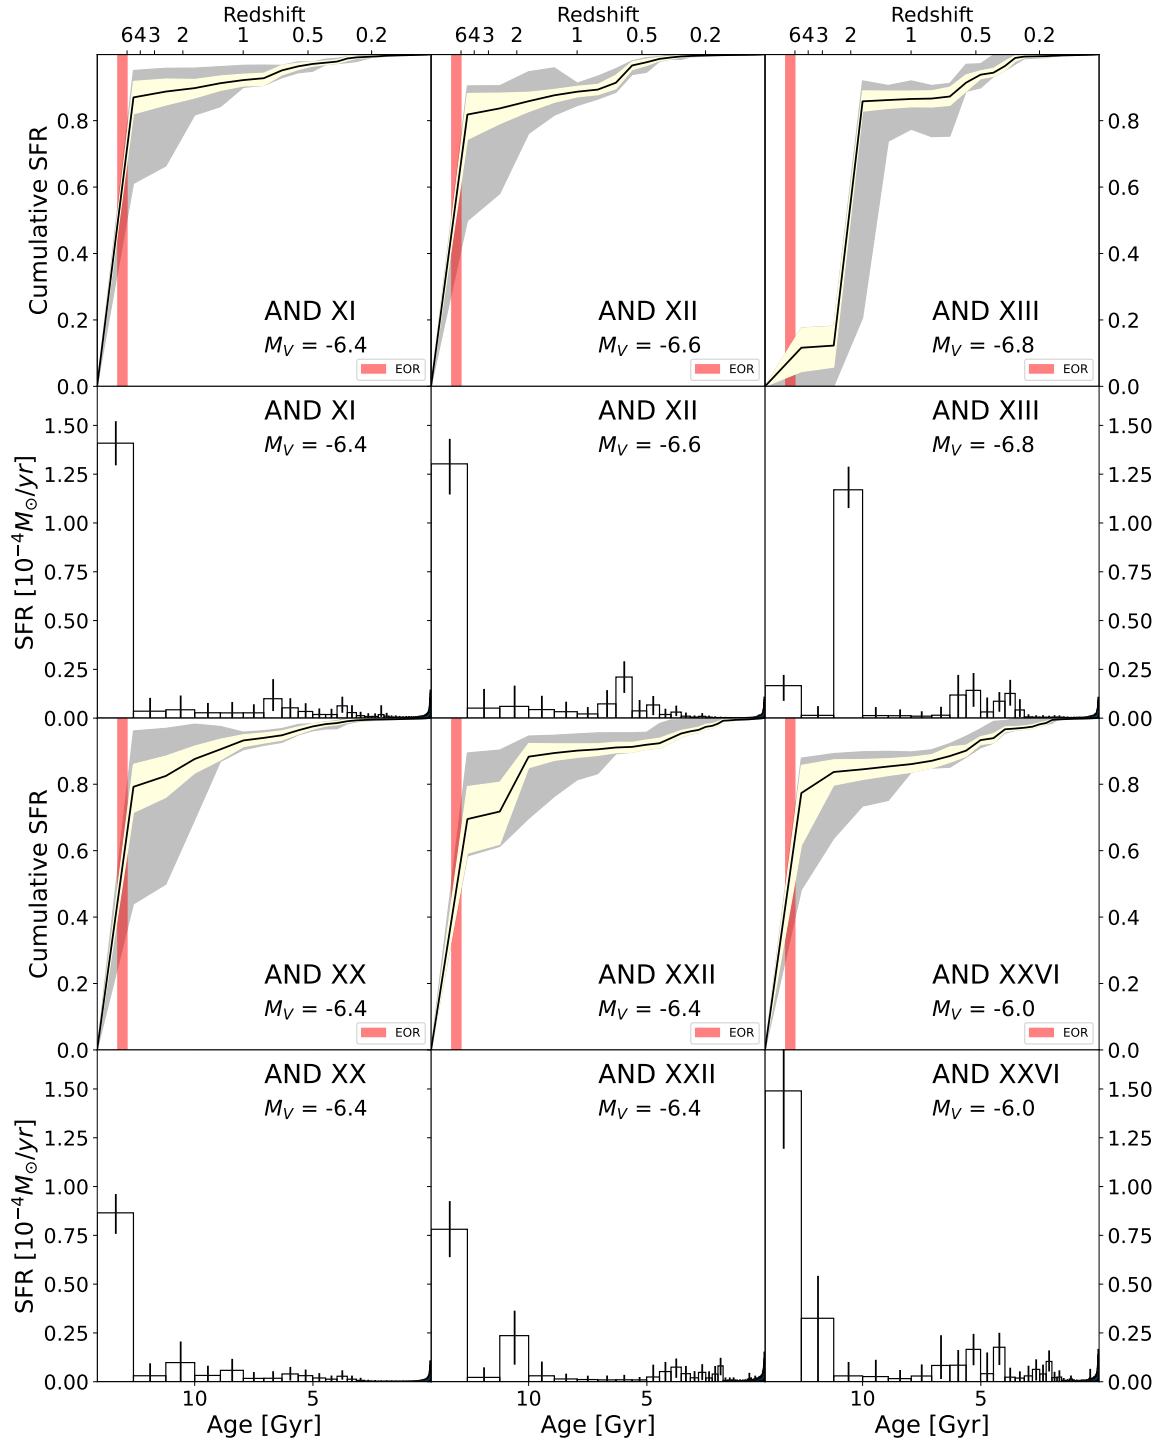 Redshift Redshift Redshift
6 4 3 2 1 0.5 0.2 6 4 3 2 1 0.5 0.2 6 4 3 2 1 0.5 0.2
Cumulative SFR
0.8 0.8
0.6 0.6
0.4 0.4
0.2 0.2
0.0 0.0
AND XI AND XII AND XIII
M_V = -6.4 M_V = -6.6 M_V = -6.8
EOR EOR EOR
SFR [10⁻⁴M⊙/yr]
AND XI AND XII AND XIII
M_V = -6.4 M_V = -6.6 M_V = -6.8
1.50 1.50
1.25 1.25
1.00 1.00
0.75 0.75
0.50 0.50
0.25 0.25
0.00 0.00
Cumulative SFR
0.8 0.8
0.6 0.6
0.4 0.4
0.2 0.2
0.0 0.0
AND XX AND XXII AND XXVI
M_V = -6.4 M_V = -6.4 M_V = -6.0
EOR EOR EOR
SFR [10⁻⁴M⊙/yr]
AND XX AND XXII AND XXVI
M_V = -6.4 M_V = -6.4 M_V = -6.0
1.50 1.50
1.25 1.25
1.00 1.00
0.75 0.75
0.50 0.50
0.25 0.25
0.00 0.00
10 5 10 5 10 5
Age [Gyr] Age [Gyr] Age [Gyr]